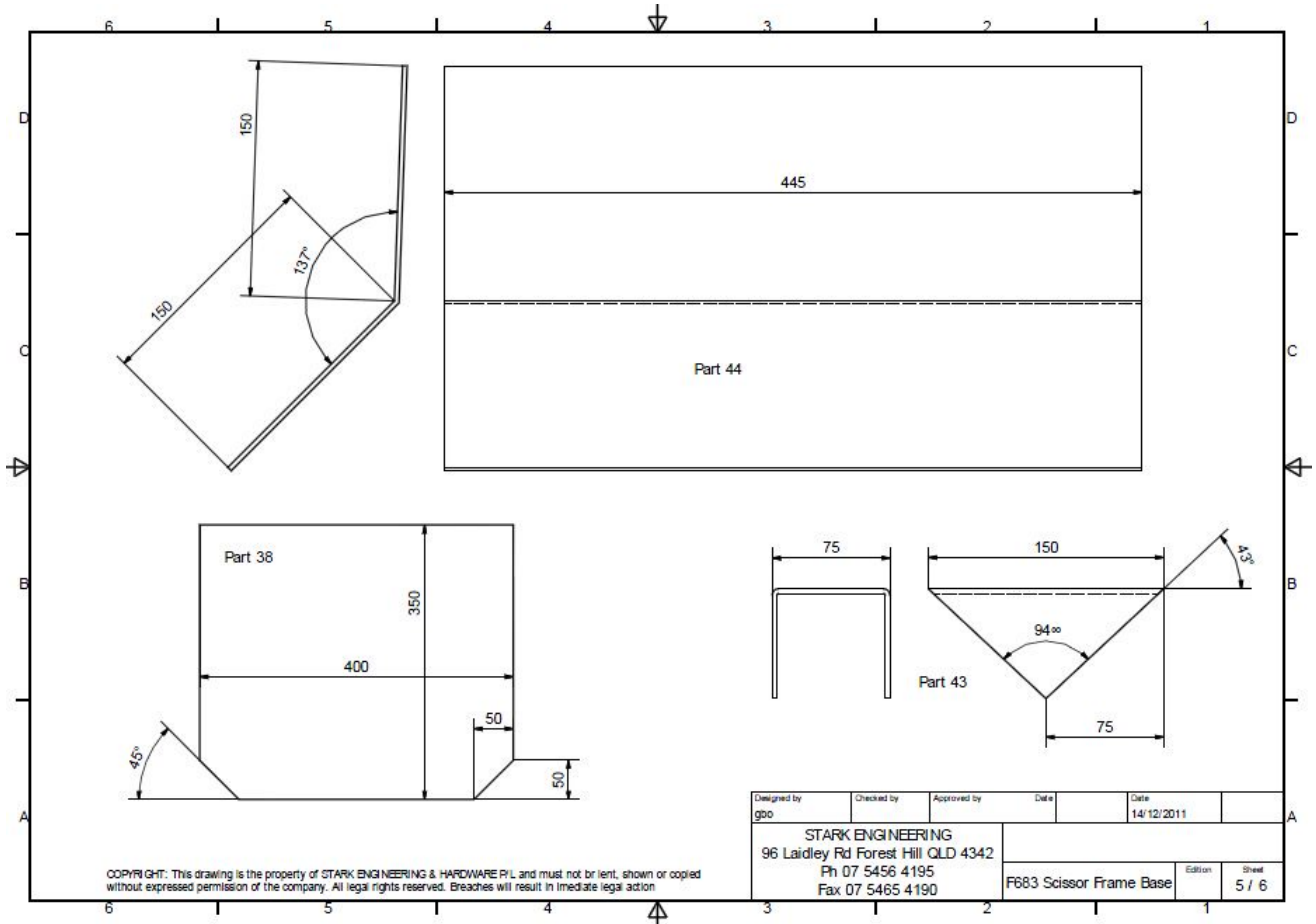 6 5 4 3 2 1
D D
150
445
137°
150
C C
Part 44
Part 38
75
150
43°
B B
350
94∞
400
Part 43
50
75
45°
50
A A
Designed by Checked by Approved by Date Date
gbo 14/12/2011
STARK ENGINEERING
96 Laidley Rd Forest Hill QLD 4342
Ph 07 5456 4195
Fax 07 5465 4190
F683 Scissor Frame Base
Edition Sheet
5 / 6
COPYRIGHT: This drawing is the property of STARK ENGINEERING & HARDWARE P/L and must not br lent, shown or copied
without expressed permission of the company. All legal rights reserved. Breaches will result in imediate legal action
6 5 4 3 2 1